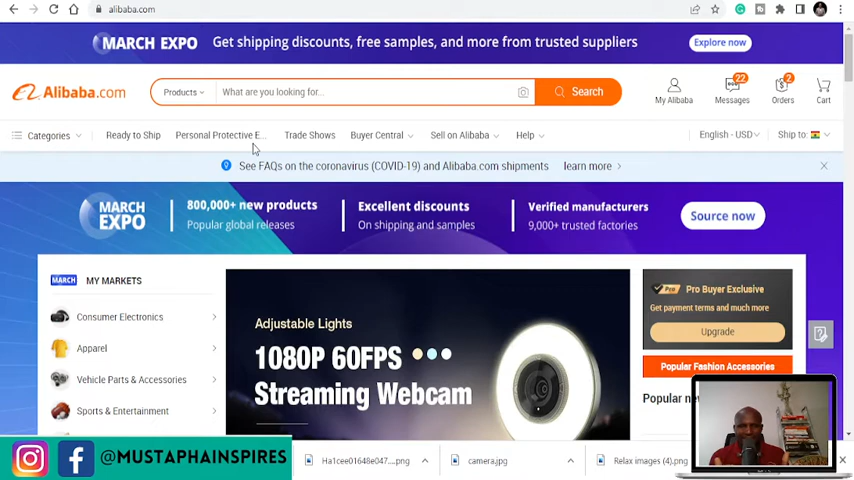 alibaba.com
MARCH EXPO Get shipping discounts, free samples, and more from trusted suppliers Explore now
Alibaba.com Products What are you looking for... Search My Alibaba 22 Messages 2 Orders Cart
Categories Ready to Ship Personal Protective E... Trade Shows Buyer Central Sell on Alibaba Help English - USD Ship to:
See FAQs on the coronavirus (COVID-19) and Alibaba.com shipments learn more
MARCH EXPO
800,000+ new products
Popular global releases
Excellent discounts
On shipping and samples
Verified manufacturers
9,000+ trusted factories
Source now
MARCH MY MARKETS
Consumer Electronics
Apparel
Vehicle Parts & Accessories
Sports & Entertainment
Adjustable Lights
1080P 60FPS
Streaming Webcam
Pro Pro Buyer Exclusive
Get payment terms and much more
Upgrade
Popular Fashion Accessories
Popular
@MUSTAPHAINSPIRES
Ha1cee01648e047....png
camera.jpg
Relax images (4).png